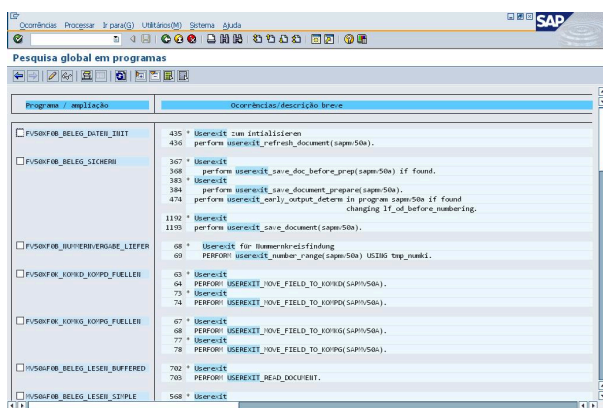 Ocorrências Processar Ir para(G) Utilitários(M) Sistema Ajuda
SAP
Pesquisa global em programas
Programa / ampliação Ocorrências/descrição breve
FV50XF0B_BELEG_DATEN_INIT 435 * Userexit zum intialisieren
436 perform userexit_refresh_document(sapmv50a).
FV50XF0B_BELEG_SICHERN 367 * Userexit
368 perform userexit_save_doc_before_prep(sapmv50a) if found.
383 * Userexit
384 perform userexit_save_document_prepare(sapmv50a).
474 perform userexit_early_output_determ in program sapmv50a if found
changing lf_od_before_numbering.
1192 * Userexit
1193 perform userexit_save_document(sapmv50a).
FV50XF0B_NUMMERNVERGABE_LIEFER 68 * Userexit für Nummernkreisfindung
69 PERFORM userexit_number_range(sapmv50a) USING tmp_numki.
FV50XF0K_KOMKD_KOMPD_FUELLEN 63 * Userexit
64 PERFORM USEREXIT_MOVE_FIELD_TO_KOMKD(SAPMV50A).
73 * Userexit
74 PERFORM USEREXIT_MOVE_FIELD_TO_KOMPD(SAPMV50A).
FV50XF0K_KOMKG_KOMPG_FUELLEN 67 * Userexit
68 PERFORM USEREXIT_MOVE_FIELD_TO_KOMKG(SAPMV50A).
77 * Userexit
78 PERFORM USEREXIT_MOVE_FIELD_TO_KOMPG(SAPMV50A).
MV50AF0B_BELEG_LESEN_BUFFERED 702 * Userexit
703 PERFORM USEREXIT_READ_DOCUMENT.
MV50AF0B_BELEG_LESEN_SIMPLE 568 * Userexit